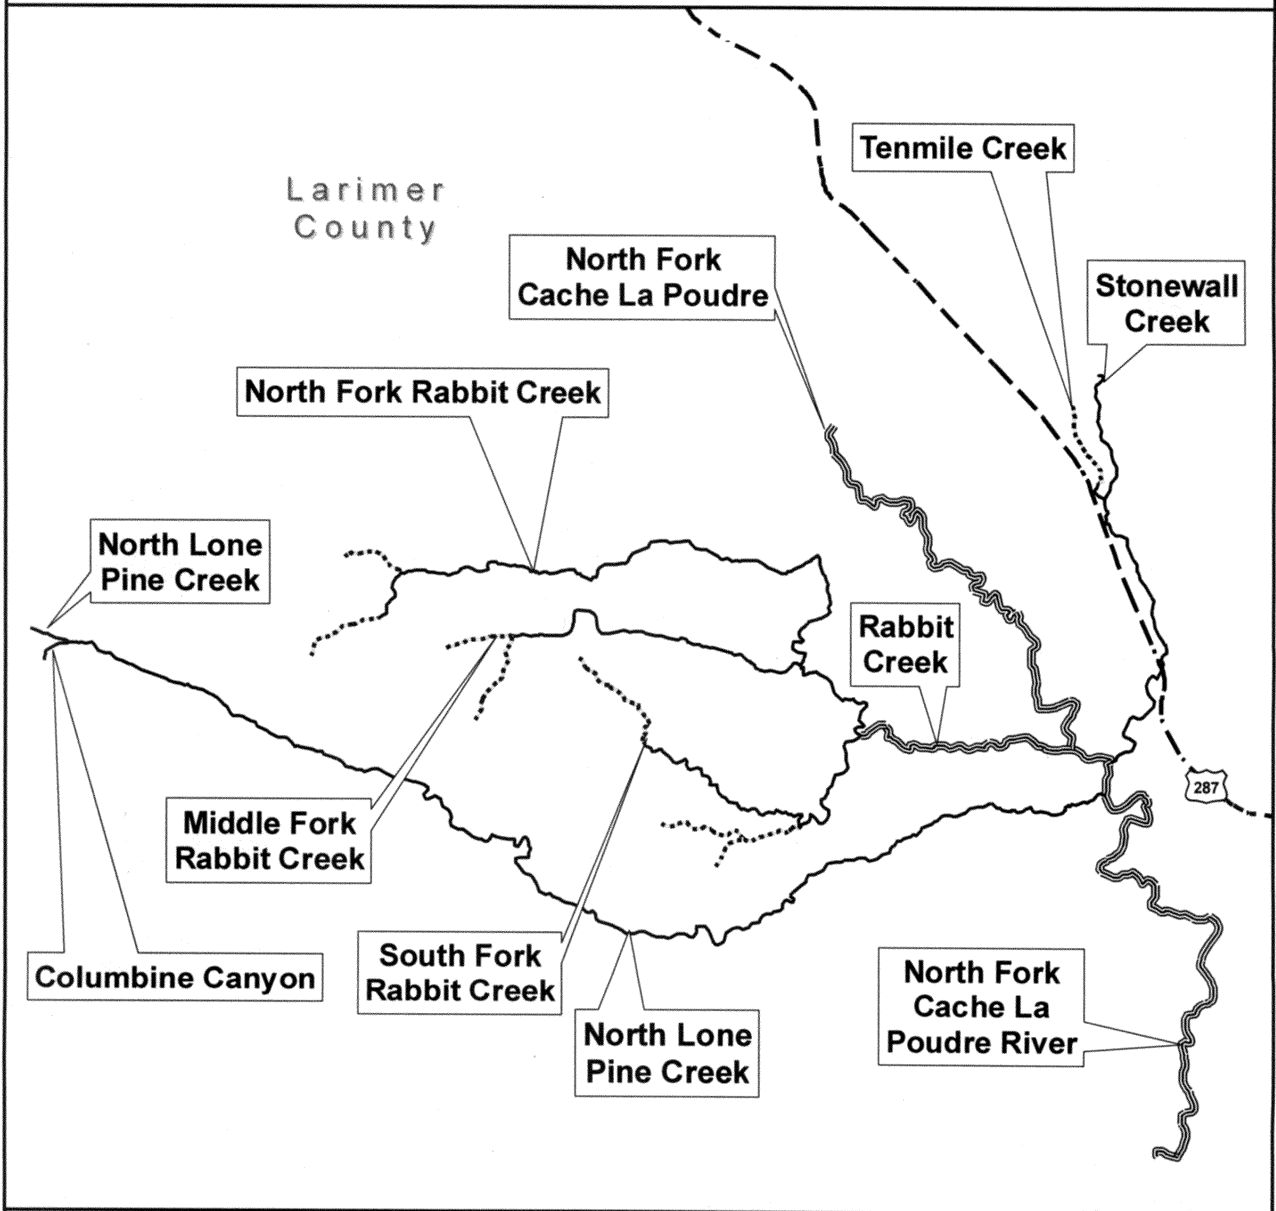 Tenmile Creek
Larimer
County
North Fork
Cache La Poudre
Stonewall
Creek
North Fork Rabbit Creek
North Lone
Pine Creek
Rabbit
Creek
287
Middle Fork
Rabbit Creek
South Fork
Rabbit Creek
Columbine Canyon
North Fork
Cache La
Poudre River
North Lone
Pine Creek